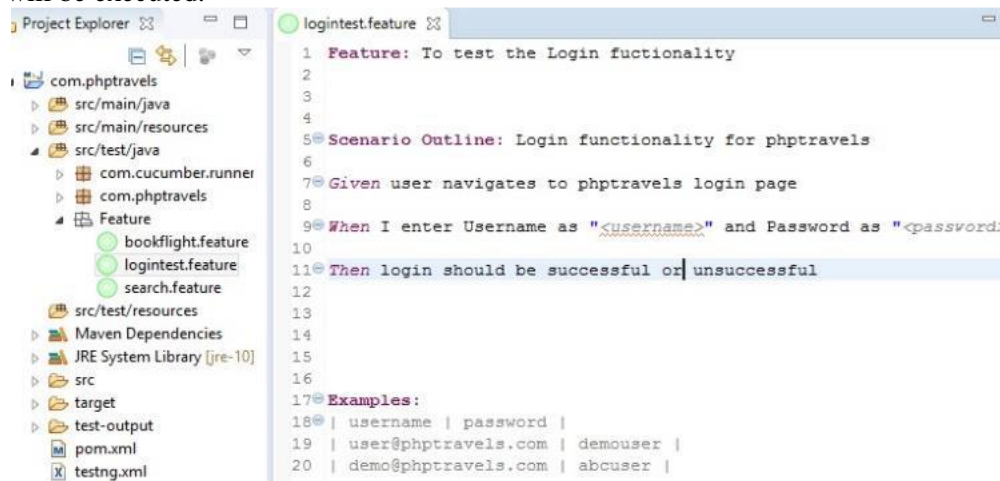 will be executed.
Project Explorer
com.phptravels
src/main/java
src/main/resources
src/test/java
com.cucumber.runner
com.phptravels
Feature
bookflight.feature
logintest.feature
search.feature
src/test/resources
Maven Dependencies
JRE System Library [jre-10]
src
target
test-output
pom.xml
testng.xml
logintest.feature
1 Feature: To test the Login fuctionality
2
3
4
5 Scenario Outline: Login functionality for phptravels
6
7 Given user navigates to phptravels login page
8
9 When I enter Username as "<username>" and Password as "<password>
10
11 Then login should be successful or unsuccessful
12
13
14
15
16
17 Examples:
18 | username | password |
19 | user@phptravels.com | demouser |
20 | demo@phptravels.com | abcuser |